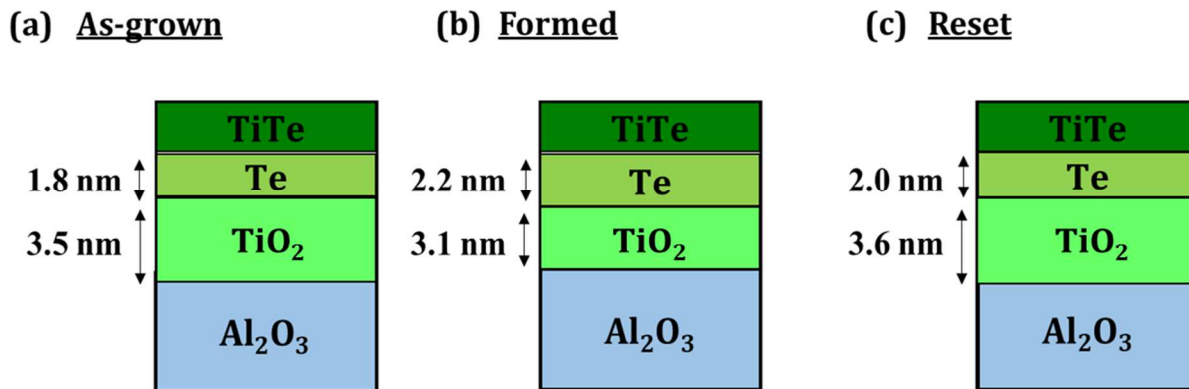 (a) As-grown
TiTe
1.8 nm
Te
3.5 nm
TiO₂
Al₂O₃
(b) Formed
TiTe
2.2 nm
Te
3.1 nm
TiO₂
Al₂O₃
(c) Reset
TiTe
2.0 nm
Te
3.6 nm
TiO₂
Al₂O₃